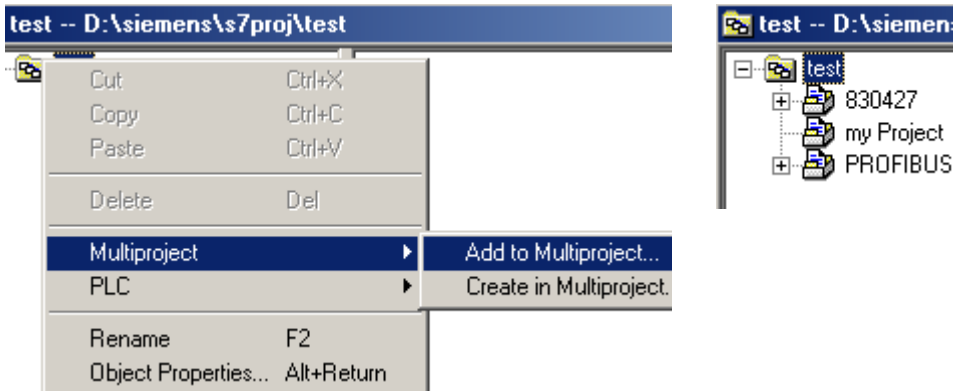 test -- D:\siemens\s7proj\test
Cut Ctrl+X
Copy Ctrl+C
Paste Ctrl+V
Delete Del
Multiproject
PLC
Rename F2
Object Properties... Alt+Return
Add to Multiproject...
Create in Multiproject.
test -- D:\siemens
test
830427
my Project
PROFIBUS